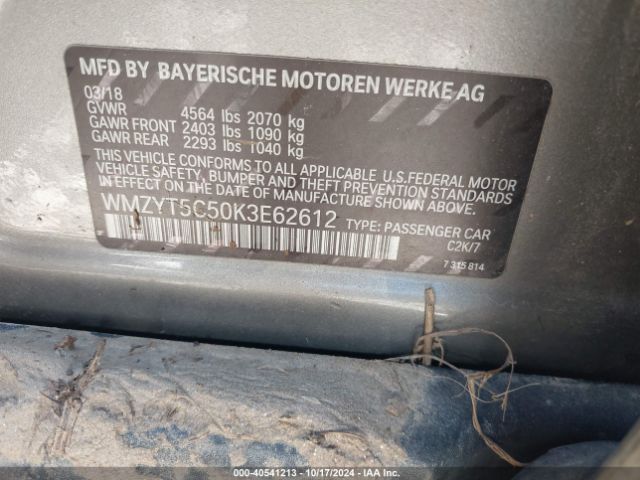 MFD BY BAYERISCHE MOTOREN WERKE AG
03/18
GVWR 4564 lbs 2070 kg
GAWR FRONT 2403 lbs 1090 kg
GAWR REAR 2293 lbs 1040 kg
THIS VEHICLE CONFORMS TO ALL APPLICABLE U.S.FEDERAL MOTOR
VEHICLE SAFETY, BUMPER, AND THEFT PREVENTION STANDARDS
IN EFFECT ON THE DATE OF MANUFACTURE SHOWN ABOVE.
WMZYT5C50K3E62612 TYPE: PASSENGER CAR
C2K/7
7 315 814
000-40541213 - 10/17/2024 - IAA Inc.